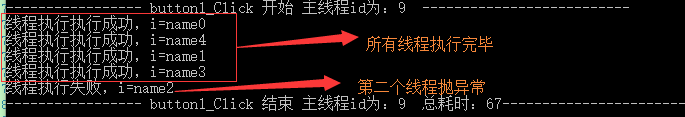 ---------------- button1_Click 开始 主线程id为：9 --------------------------
线程执行执行成功，i=name0
线程执行执行成功，i=name4
线程执行执行成功，i=name1
线程执行执行成功，i=name3
所有线程执行完毕
线程执行失败，i=name2
第二个线程抛异常
---------------- button1_Click 结束 主线程id为：9 总耗时：67--------------------------